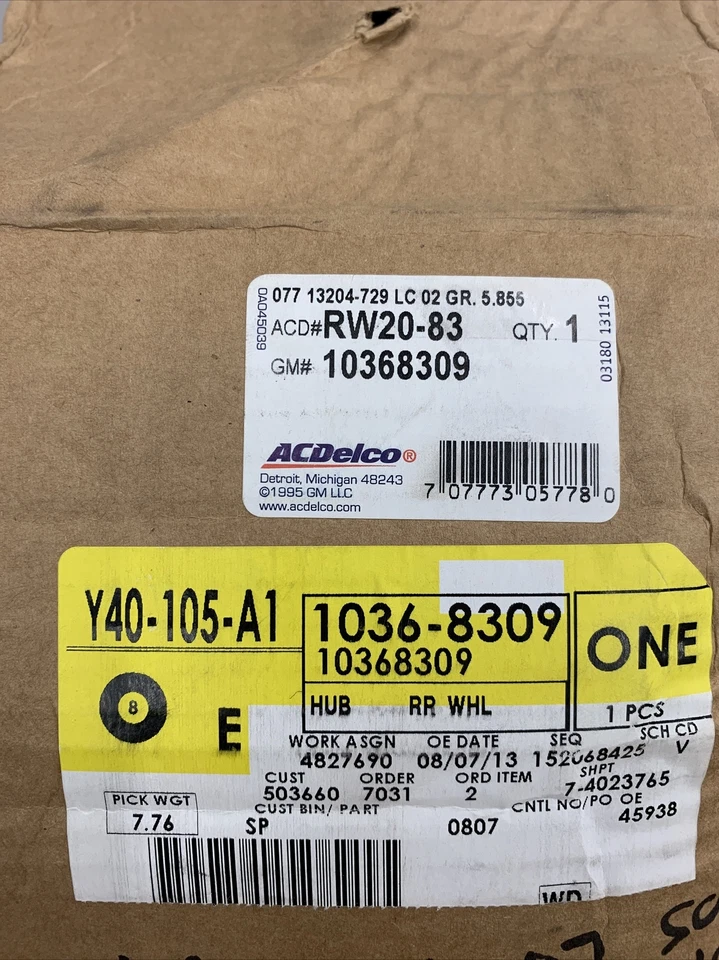 077 13204-729 LC 02 GR. 5.855
0AD45039
ACD# RW20-83 QTY. 1
GM# 10368309
03180 13115
ACDelco®
Detroit, Michigan 48243
©1995 GM LLC
www.acdelco.com
7 07773 05778 0
Y40-105-A1
1036-8309
10368309
ONE
8
E
HUB RR WHL
1 PCS
WORK ASGN OE DATE SEQ SCH CD
4827690 08/07/13 152068425 V
CUST ORDER ORD ITEM SHPT
503660 7031 2 7-4023765
PICK WGT CUST BIN/ PART CNTL NO/PO OE
7.76 SP 0807 45938
WD